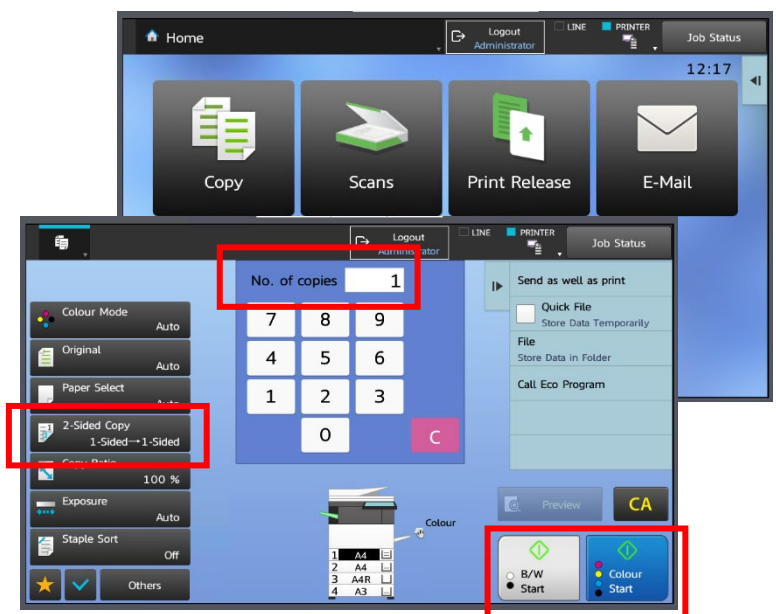 Home
Logout
Administrator
LINE
PRINTER
Job Status
12:17
Copy
Scans
Print Release
E-Mail
Logout
Administrator
LINE
PRINTER
Job Status
No. of copies 1
Send as well as print
Quick File
Store Data Temporarily
File
Store Data in Folder
Call Eco Program
Colour Mode
Auto
Original
Auto
Paper Select
Auto
2-Sided Copy
1-Sided→1-Sided
Copy Ratio
100 %
Exposure
Auto
Staple Sort
Off
Others
7 8 9
4 5 6
1 2 3
0 C
Colour
1 A4
2 A4
3 A4R
4 A3
Preview
CA
B/W
Start
Colour
Start